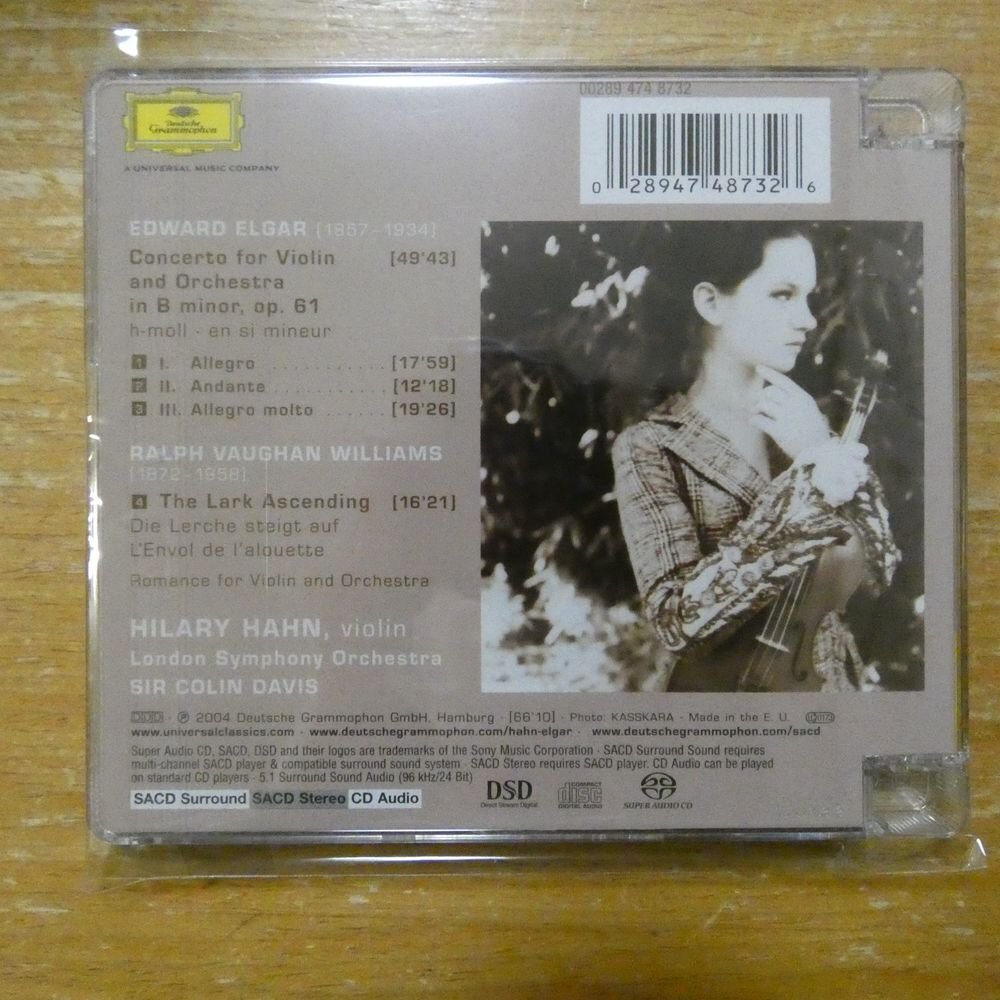 Deutsche
Grammophon
A UNIVERSAL MUSIC COMPANY
00289 474 8732
0 28947 48732 6
EDWARD ELGAR [1857–1934]
Concerto for Violin [49'43]
and Orchestra
in B minor, op. 61
h-moll · en si mineur
1 I. Allegro ........... [17'59]
2 II. Andante .......... [12'18]
3 III. Allegro molto ...... [19'26]
RALPH VAUGHAN WILLIAMS
[1872–1958]
4 The Lark Ascending [16'21]
Die Lerche steigt auf
L'Envol de l'alouette
Romance for Violin and Orchestra
HILARY HAHN, violin
London Symphony Orchestra
SIR COLIN DAVIS
DDD · ℗ 2004 Deutsche Grammophon GmbH, Hamburg · [66'10] · Photo: KASSKARA · Made in the E. U.
www.universalclassics.com · www.deutschegrammophon.com/hahn-elgar · www.deutschegrammophon.com/sacd
Super Audio CD, SACD, DSD and their logos are trademarks of the Sony Music Corporation · SACD Surround Sound requires
multi-channel SACD player & compatible surround sound system · SACD Stereo requires SACD player. CD Audio can be played
on standard CD players · 5.1 Surround Sound Audio (96 kHz/24 Bit)
SACD Surround SACD Stereo CD Audio
DSD
Direct Stream Digital
COMPACT
disc
DIGITAL AUDIO
SUPER AUDIO CD